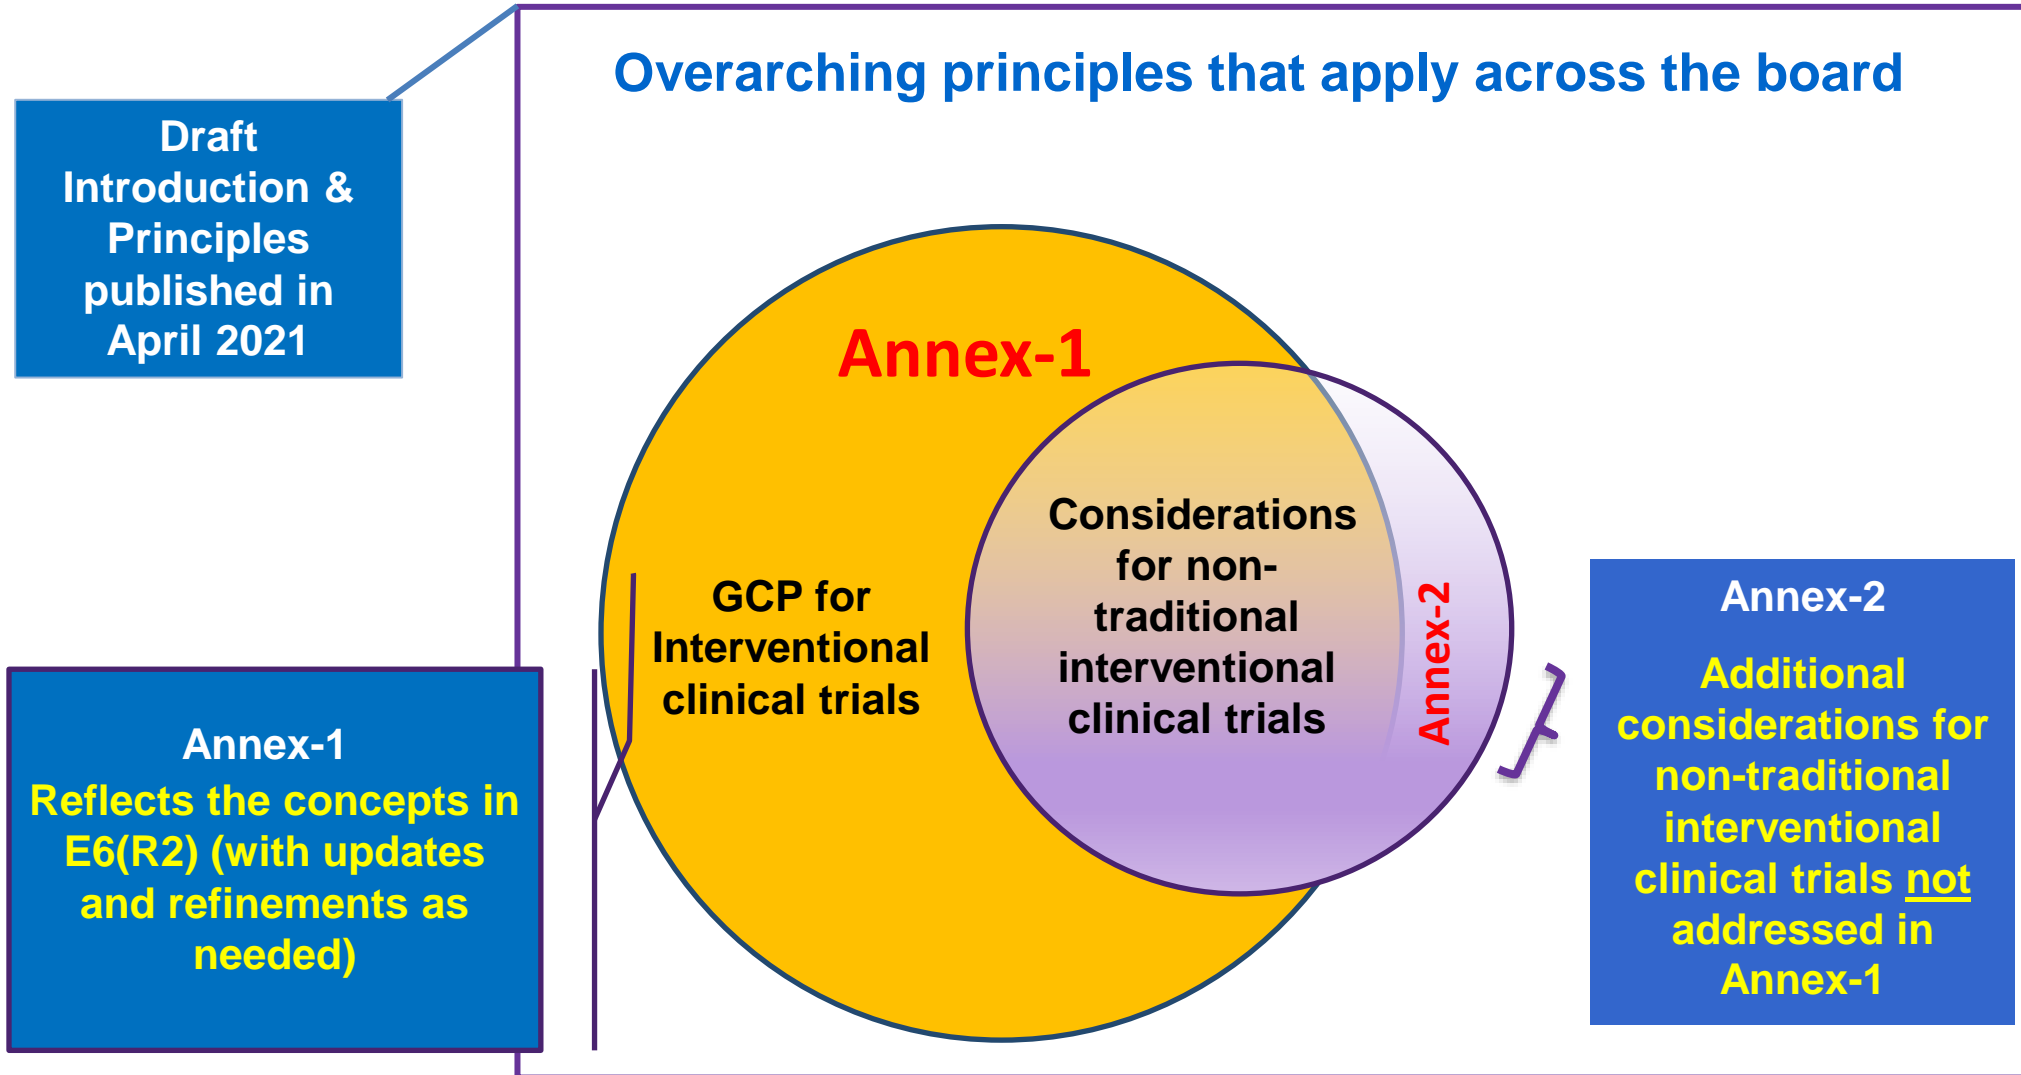 Overarching principles that apply across the board
Draft
Introduction &
Principles
published in
April 2021
Annex-1
GCP for
Interventional
clinical trials
Considerations
for non-
traditional
interventional
clinical trials
Annex-2
Annex-1
Reflects the concepts in
E6(R2) (with updates
and refinements as
needed)
Annex-2
Additional
considerations for
non-traditional
interventional
clinical trials not
addressed in
Annex-1